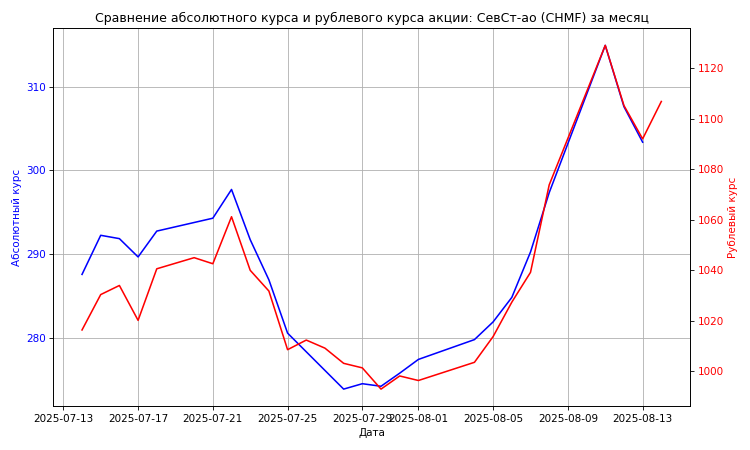 Сравнение абсолютного курса и рублевого курса акции: СевСт-ао (CHMF) за месяц
Абсолютный курс
310
300
290
280
1120
1100
1080
1060
1040
1020
1000
Рублевый курс
2025-07-13 2025-07-17 2025-07-21 2025-07-25 2025-07-29 2025-08-01 2025-08-05 2025-08-09 2025-08-13
Дата